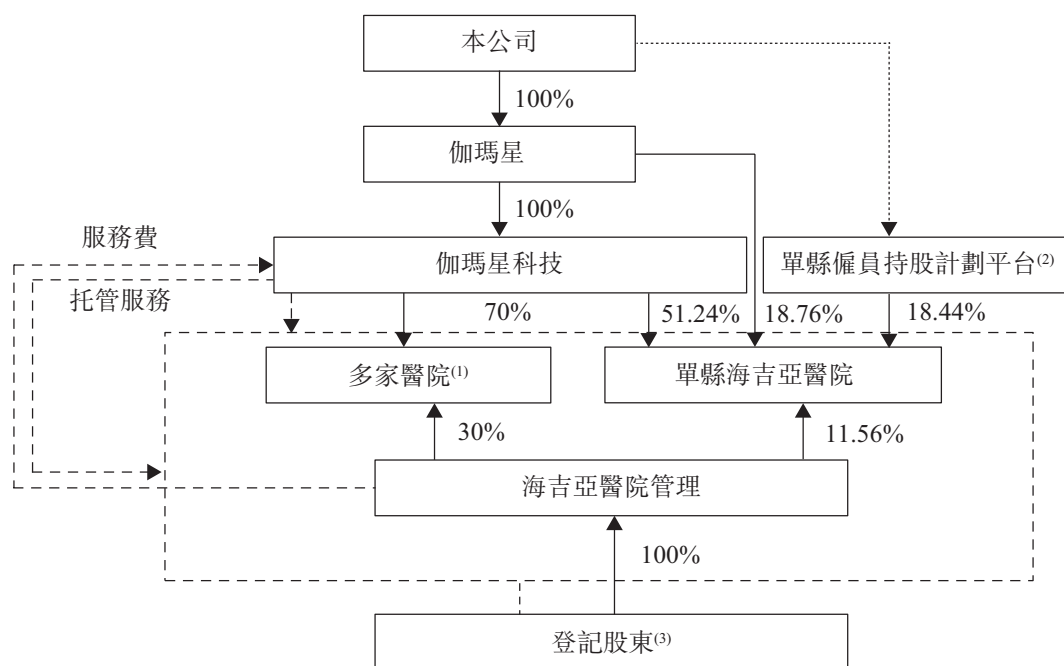 本公司
100%
伽瑪星
100%
服務費
伽瑪星科技
單縣僱員持股計劃平台(2)
托管服務
70%
51.24%
18.76%
18.44%
多家醫院(1)
單縣海吉亞醫院
30%
11.56%
海吉亞醫院管理
100%
登記股東(3)